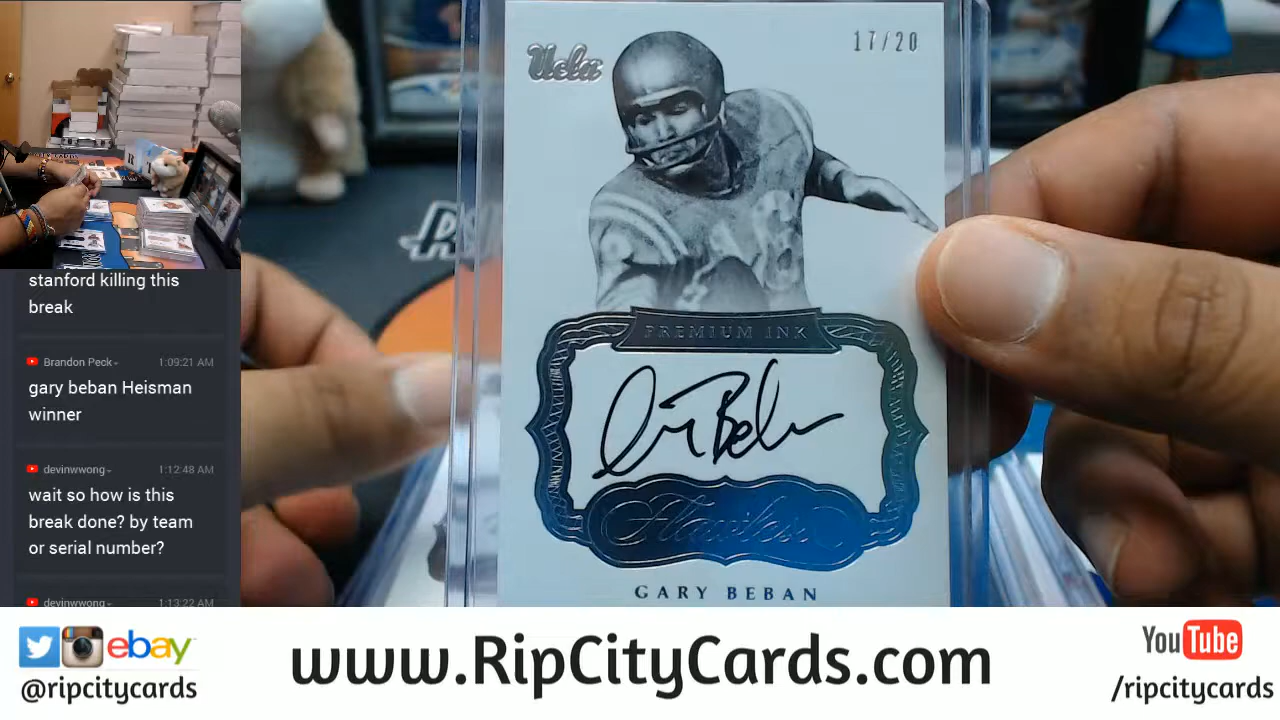 stanford killing this
break
Brandon Peck
1:09:21 AM
gary beban Heisman
winner
devinwwong
1:12:48 AM
wait so how is this
break done? by team
or serial number?
devinwwong
1:13:22 AM
Ucla
17/20
PREMIUM INK
Flawless
GARY BEBAN
ebay
@ripcitycards
www.RipCityCards.com
YouTube
/ripcitycards